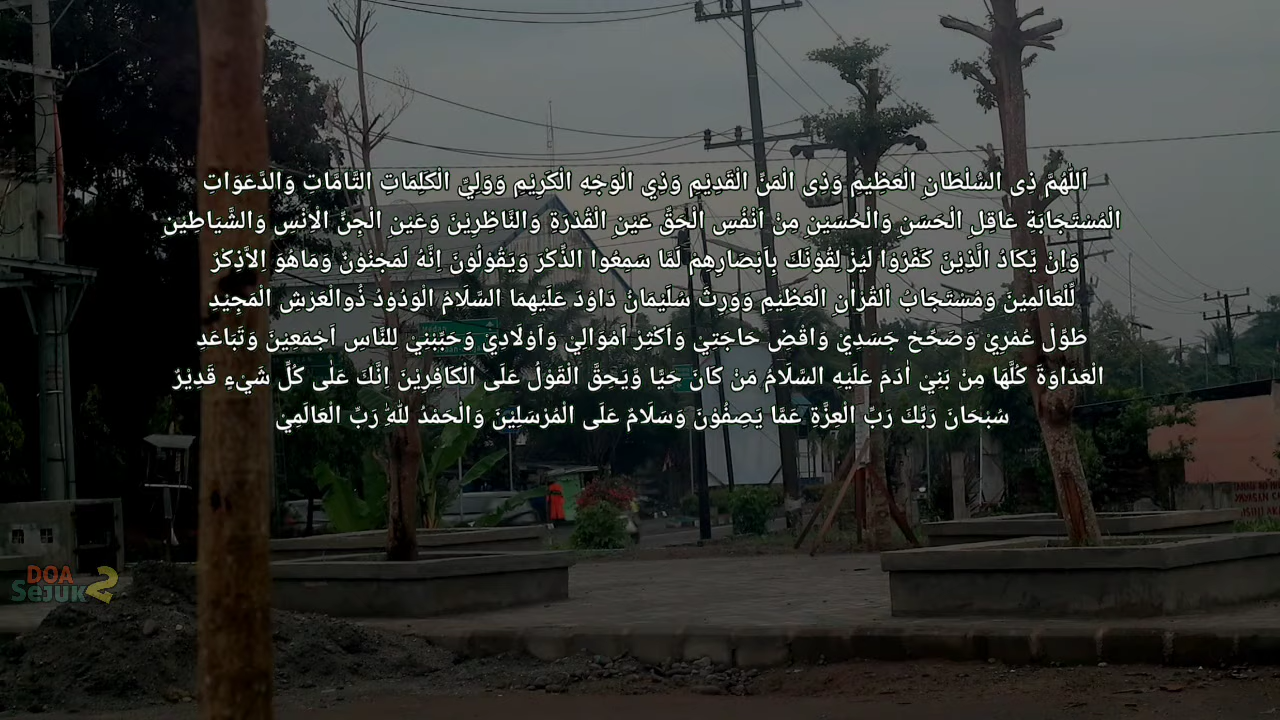 اَللّٰهُمَّ ذِى السُّلْطَانِ الْعَظِيْمِ وَذِى الْمَنِّ الْقَدِيْمِ وَذِي الْوَجْهِ الْكَرِيْمِ وَوَلِيِّ الْكَلِمَاتِ التَّامَّاتِ وَالدَّعَوَاتِ
الْمُسْتَجَابَةِ عَاقِلِ الْحَسَنِ وَالْحُسَيْنِ مِنْ اَنْفُسِ الْحَقِّ عَيْنِ الْقُدْرَةِ وَالنَّاظِرِيْنَ وَعَيْنِ الْجِنِّ الْاِنْسِ وَالشَّيَاطِيْنِ
وَاِنْ يَّكَادُ الَّذِيْنَ كَفَرُوْا لَيُزْ لِقُوْنَكَ بِاَبْصَارِهِمْ لَمَّا سَمِعُوا الذِّكْرَ وَيَقُوْلُوْنَ اِنَّهُ لَمَجْنُوْنٌ وَمَاهُوَ اِلَّاذِكْرٌ
لِّلْعَالَمِيْنَ وَمُسْتَجَابُ اْلقُرْاٰنِ الْعَظِيْمِ وَوَرِثَ سُلَيْمَانُ دَاوٗدَ عَلَيْهِمَا السَّلَامُ الْوَدُوْدُ ذُوالْعَرْشِ الْمَجِيْدِ
طَوِّلْ عُمْرِيْ وَصَحِّحْ جَسَدِيْ وَاقْضِ حَاجَتِيْ وَاَكْثِرْ اَمْوَالِيْ وَاَوْلَادِيْ وَحَبِّبْنِيْ لِلنَّاسِ اَجْمَعِيْنَ وَتَبَاعَدِ
الْعَدَاوَةَ كُلَّهَا مِنْ بَنِيْ اٰدَمَ عَلَيْهِ السَّلَامُ مَنْ كَانَ حَيًّا وَّيَحِقَّ الْقَوْلُ عَلَى الْكَافِرِيْنَ اِنَّكَ عَلٰى كُلِّ شَيْءٍ قَدِيْرٌ
سُبْحَانَ رَبِّكَ رَبِّ الْعِزَّةِ عَمَّا يَصِفُوْنَ وَسَلَامٌ عَلَى الْمُرْسَلِيْنَ وَالْحَمْدُ لِلّٰهِ رَبِّ الْعَالَمِيْ
DOA
SeJUK2